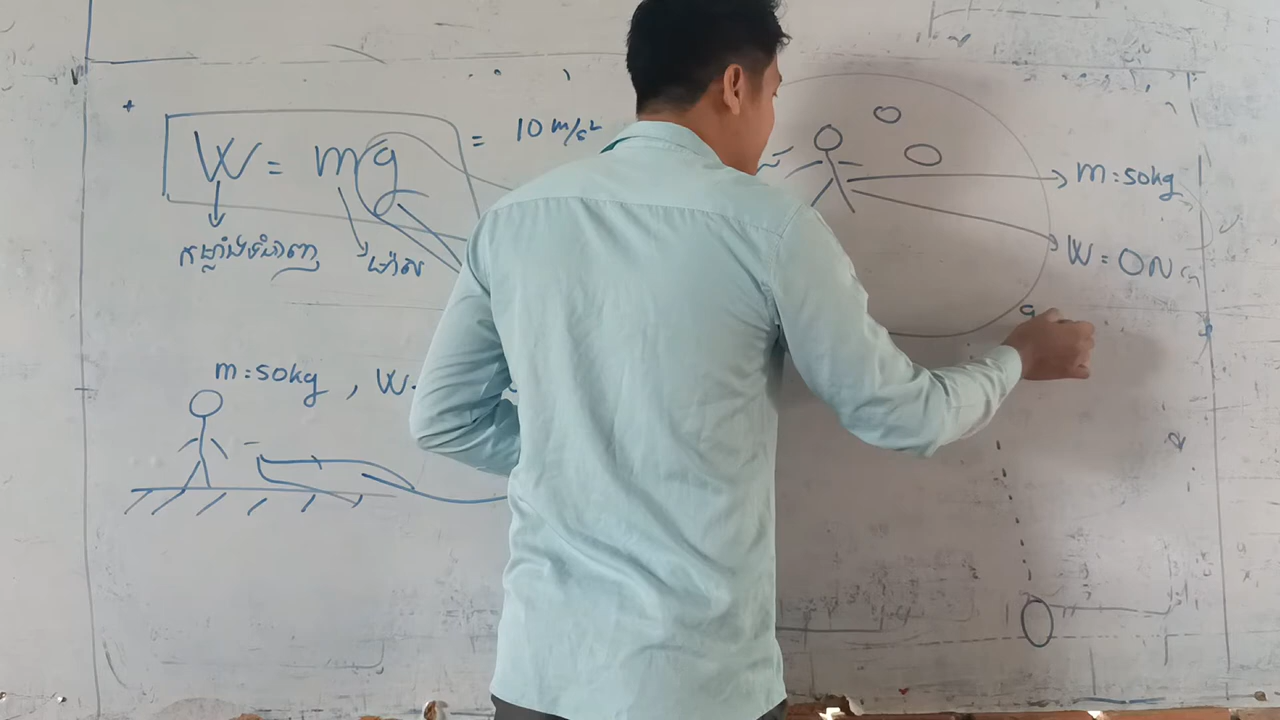 W = mg = 10 m/s²
កម្លាំងទំនាញ ម៉ាស
m = 50kg
W = 0N
g
m = 50kg , W